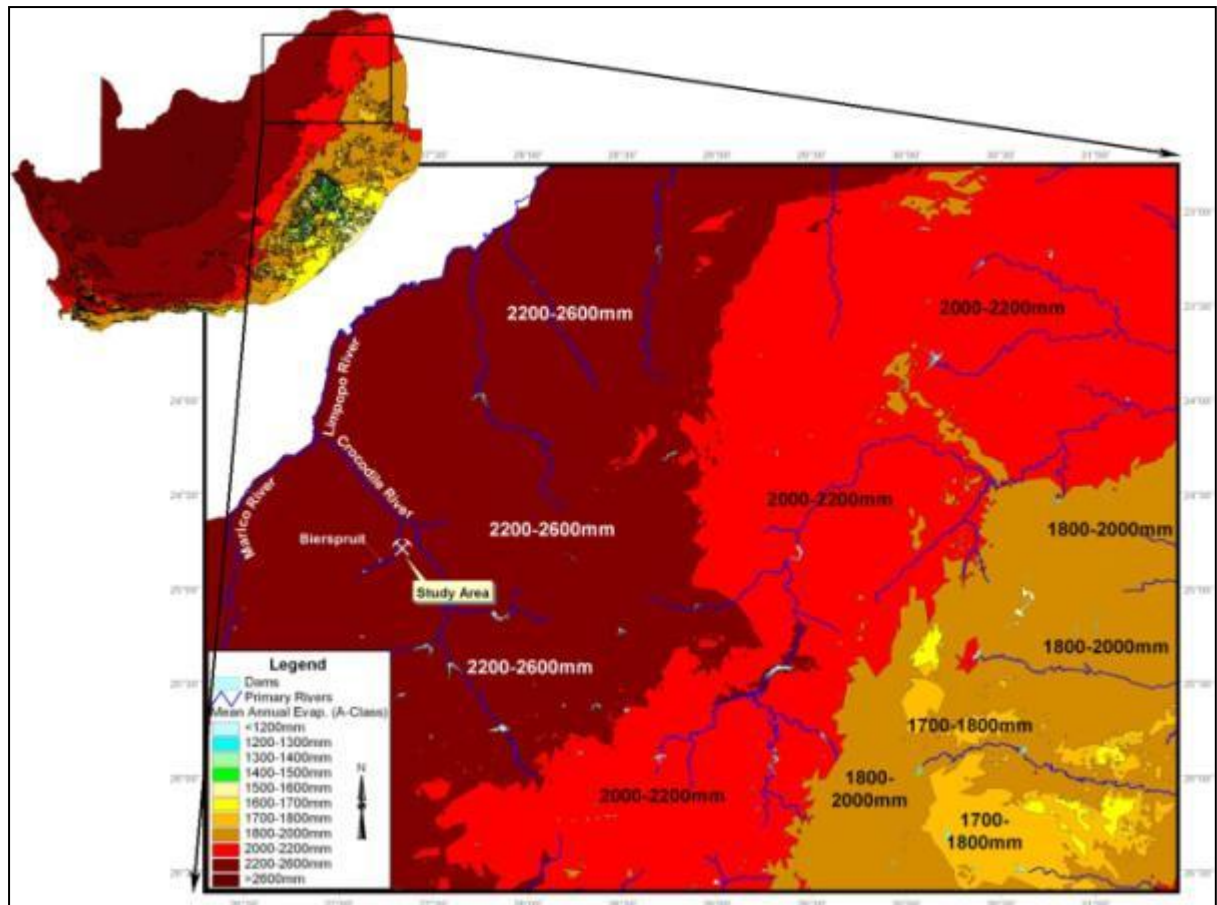 2200-2600mm
2000-2200mm
Limpopo River
Crocodile River
Marico River
2000-2200mm
2200-2600mm
1800-2000mm
Bierspruit
Study Area
1800-2000mm
2200-2600mm
1700-1800mm
1800-
2000mm
2000-2200mm
1700-
1800mm
Legend
Dams
Primary Rivers
Mean Annual Evap. (A-Class)
<1200mm
1200-1300mm
1300-1400mm
1400-1500mm
1500-1600mm
1600-1700mm
1700-1800mm
1800-2000mm
2000-2200mm
2200-2600mm
>2600mm
N